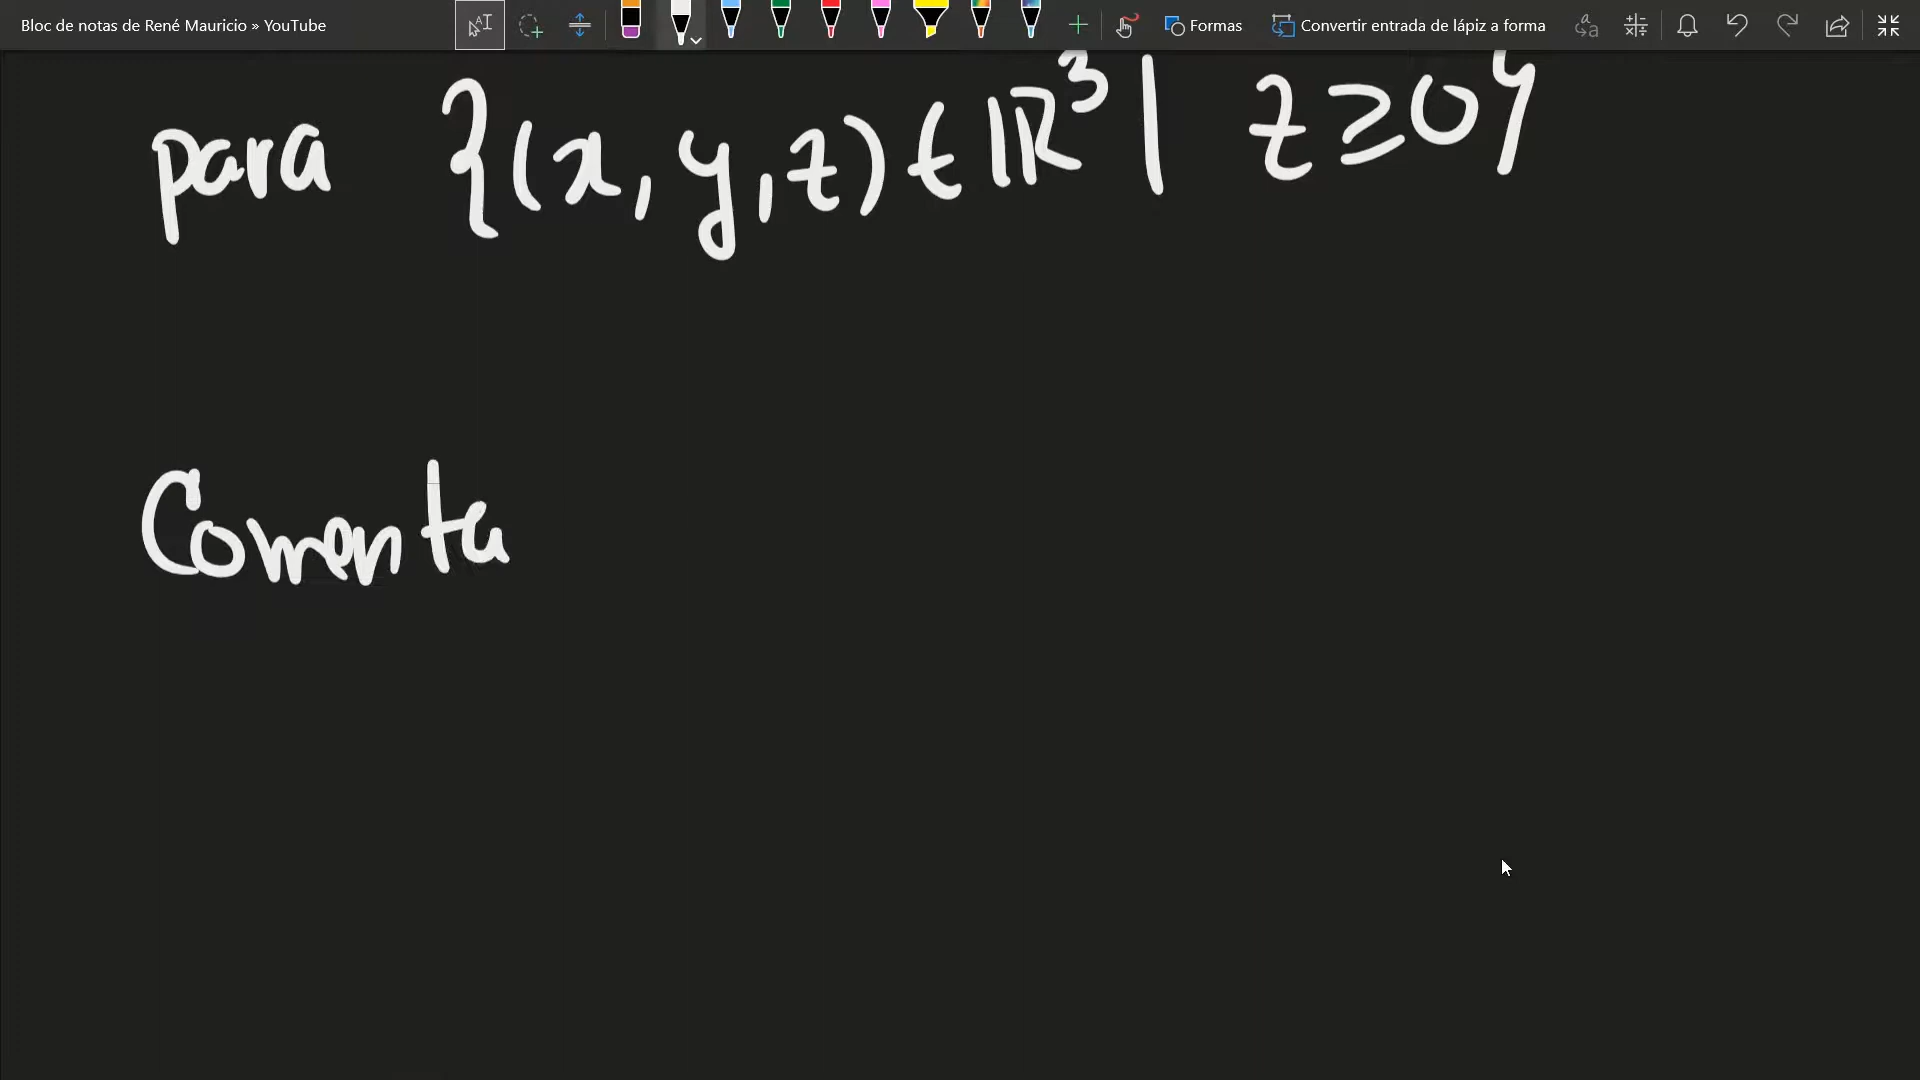 Bloc de notas de René Mauricio » YouTube
Formas
Convertir entrada de lápiz a forma
para {(x, y, z) ∈ ℝ³ | z ≥ 0}
Comenta